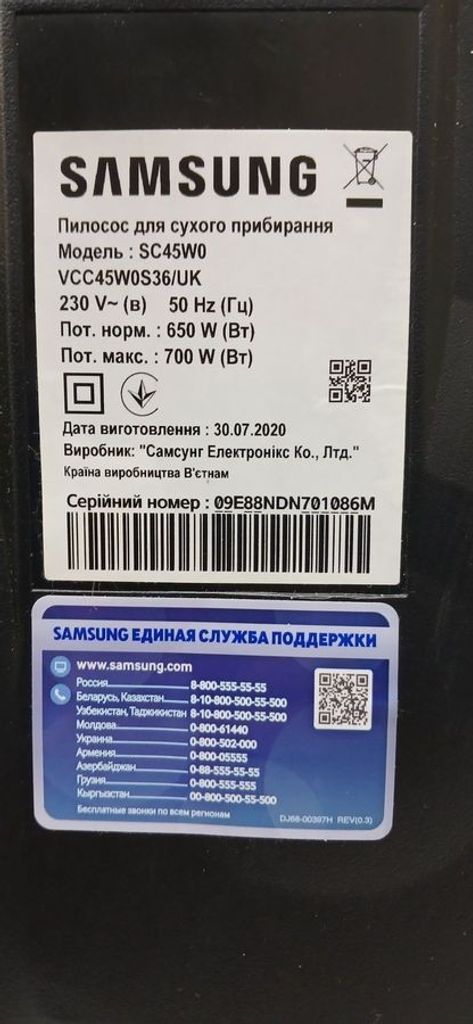 SAMSUNG
Пилосос для сухого прибирання
Модель : SC45W0
VCC45W0S36/UK
230 V~ (в) 50 Hz (Гц)
Пот. норм. : 650 W (Вт)
Пот. макс. : 700 W (Вт)
Дата виготовлення : 30.07.2020
Виробник: "Самсунг Електронікс Ко., Лтд."
Країна виробництва В'єтнам
Серійний номер : 09E88NDN701086M
SAMSUNG ЕДИНАЯ СЛУЖБА ПОДДЕРЖКИ
www.samsung.com
Россия 8-800-555-55-55
Беларусь, Казахстан 8-10-800-500-55-500
Узбекистан, Таджикистан 8-10-800-500-55-500
Молдова 0-800-61440
Украина 0-800-502-000
Армения 0-800-05555
Азербайджан 0-88-555-55-55
Грузия 0-800-555-555
Кыргызстан 00-800-500-55-500
Бесплатные звонки по всем регионам
DJ68-00397H REV(0.3)